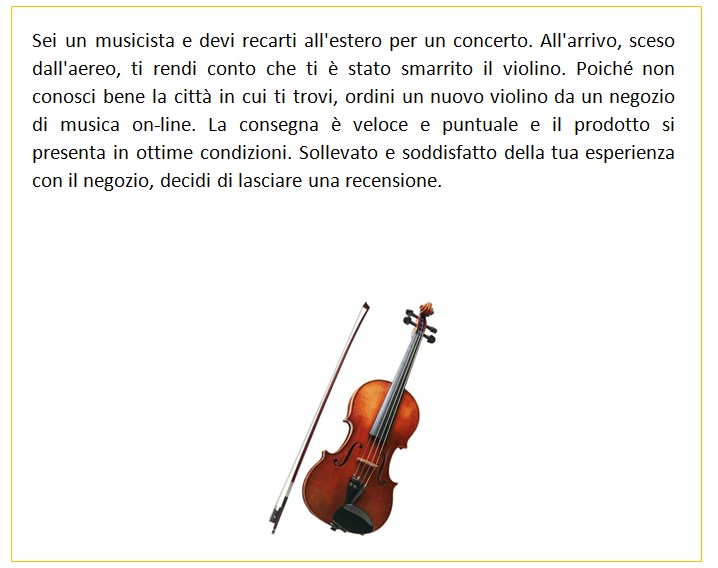 Sei un musicista e devi recarti all'estero per un concerto. All'arrivo, sceso
dall'aereo, ti rendi conto che ti è stato smarrito il violino. Poiché non
conosci bene la città in cui ti trovi, ordini un nuovo violino da un negozio
di musica on-line. La consegna è veloce e puntuale e il prodotto si
presenta in ottime condizioni. Sollevato e soddisfatto della tua esperienza
con il negozio, decidi di lasciare una recensione.